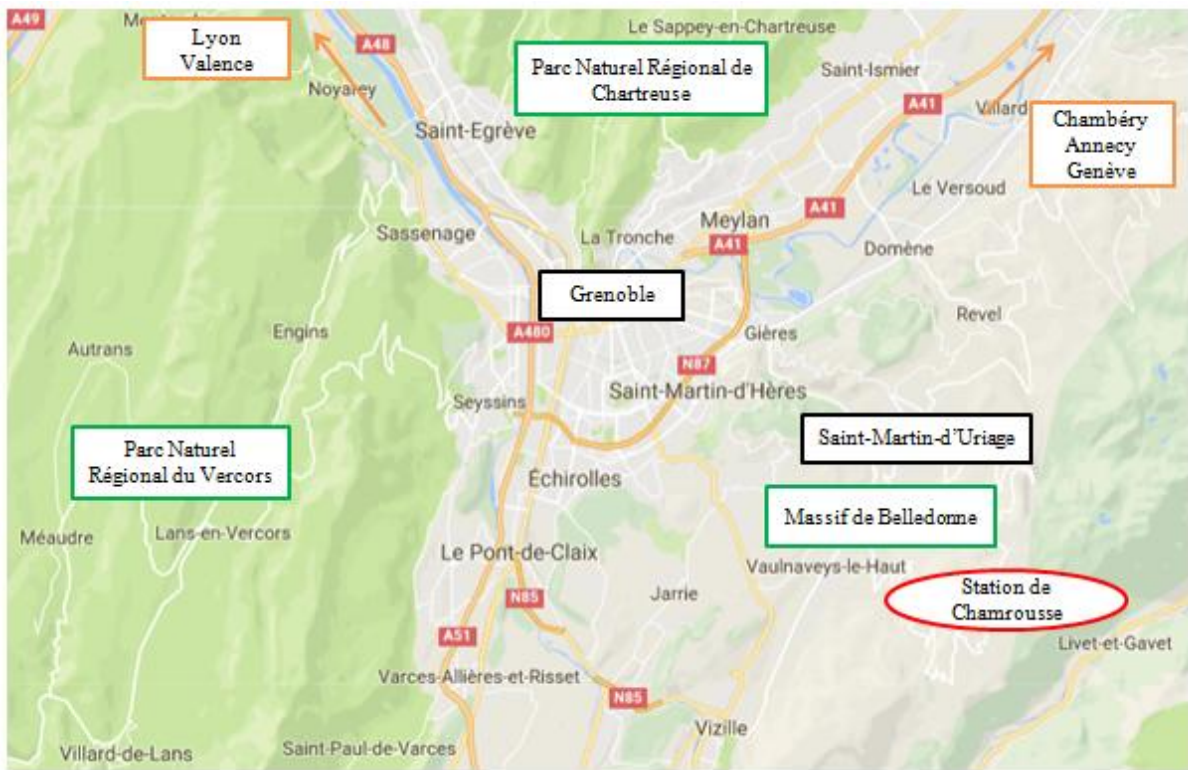 A49
Lyon
Valence
A48
Le Sappey-en-Chartreuse
Parc Naturel Régional de
Chartreuse
Saint-Ismier
Noyarey
A41
Villard
Saint-Egrève
Chambéry
Annecy
Genève
Le Versoud
A41
Meylan
Sassenage
La Tronche
A41
Domène
Grenoble
Revel
Engins
A480
Gières
Autrans
N87
Saint-Martin-d'Hères
Seyssins
Saint-Martin-d'Uriage
Parc Naturel
Régional du Vercors
Échirolles
Massif de Belledonne
Méaudre
Lans-en-Vercors
Le Pont-de-Claix
Vaulnaveys-le-Haut
Station de
Chamrousse
N85
Jarrie
A51
Livet-et-Gavet
Varces-Allières-et-Risset
N85
Vizille
Villard-de-Lans
Saint-Paul-de-Varces